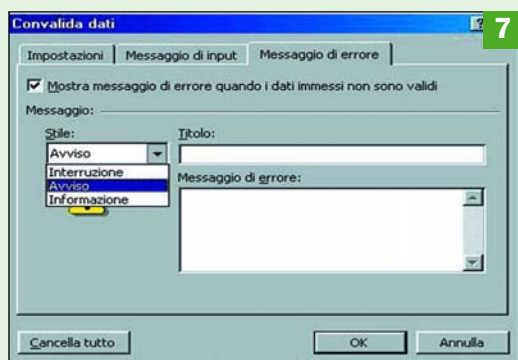 Convalida dati
?
7
Impostazioni Messaggio di input Messaggio di errore
Mostra messaggio di errore quando i dati immessi non sono validi
Messaggio:
Stile: Titolo:
Avviso
Interruzione
Avviso
Informazione
Messaggio di errore:
Cancella tutto OK Annulla